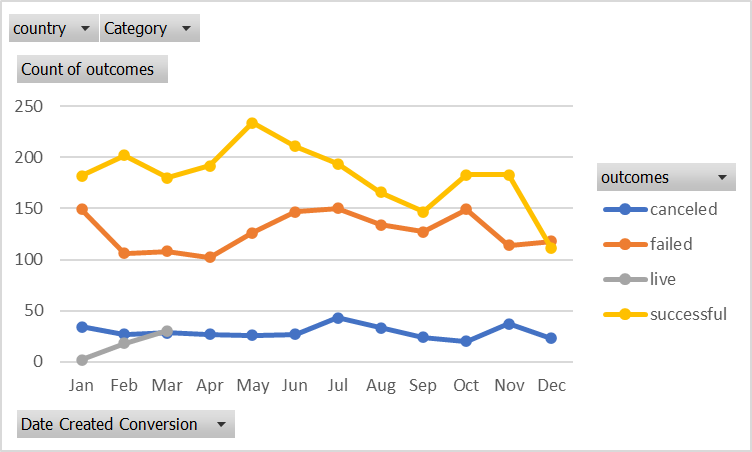 country Category
Count of outcomes
250
200
150
100
50
0
Jan Feb Mar Apr May Jun Jul Aug Sep Oct Nov Dec
outcomes
canceled
failed
live
successful
Date Created Conversion